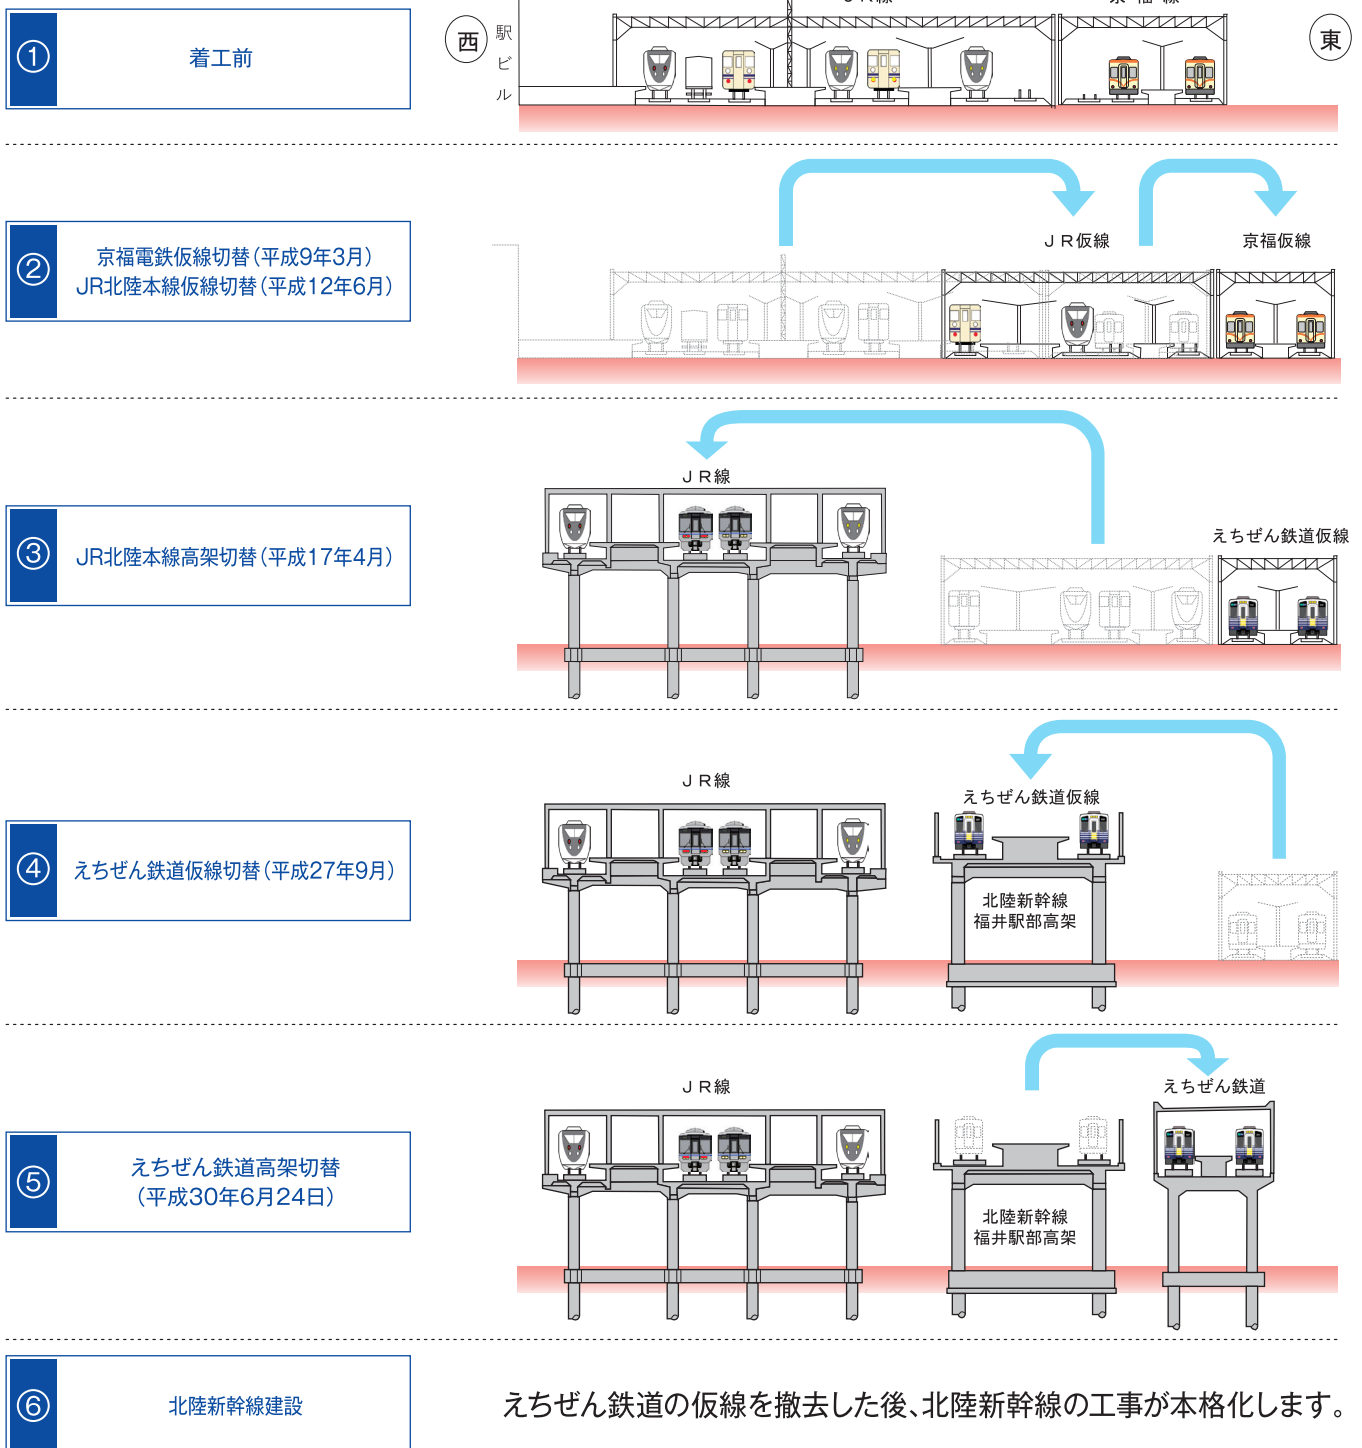 JR線
京福線
①
着工前
西
駅ビル
東
②
京福電鉄仮線切替(平成9年3月)
JR北陸本線仮線切替(平成12年6月)
JR仮線
京福仮線
③
JR北陸本線高架切替(平成17年4月)
JR線
えちぜん鉄道仮線
④
えちぜん鉄道仮線切替(平成27年9月)
JR線
えちぜん鉄道仮線
北陸新幹線
福井駅部高架
⑤
えちぜん鉄道高架切替
(平成30年6月24日)
JR線
えちぜん鉄道
北陸新幹線
福井駅部高架
⑥
北陸新幹線建設
えちぜん鉄道の仮線を撤去した後、北陸新幹線の工事が本格化します。